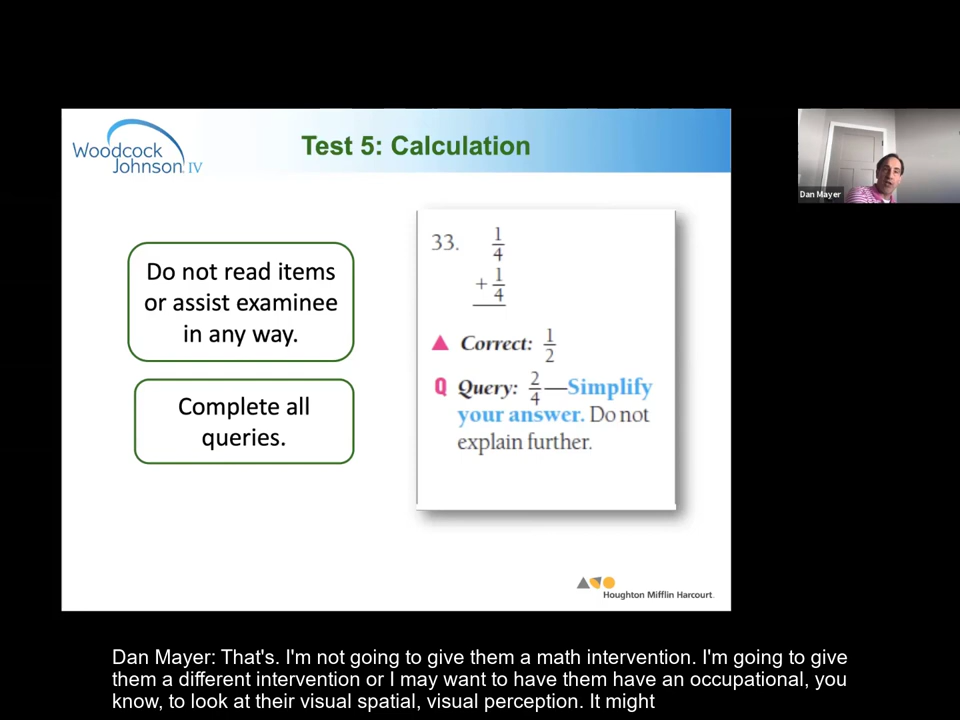 Woodcock
Johnson IV
Test 5: Calculation
Do not read items
or assist examinee
in any way.
Complete all
queries.
33. 1/4
+ 1/4
▲ Correct: 1/2
Q Query: 2/4—Simplify
your answer. Do not
explain further.
Houghton Mifflin Harcourt.
Dan Mayer
Dan Mayer: That's. I'm not going to give them a math intervention. I'm going to give
them a different intervention or I may want to have them have an occupational, you
know, to look at their visual spatial, visual perception. It might